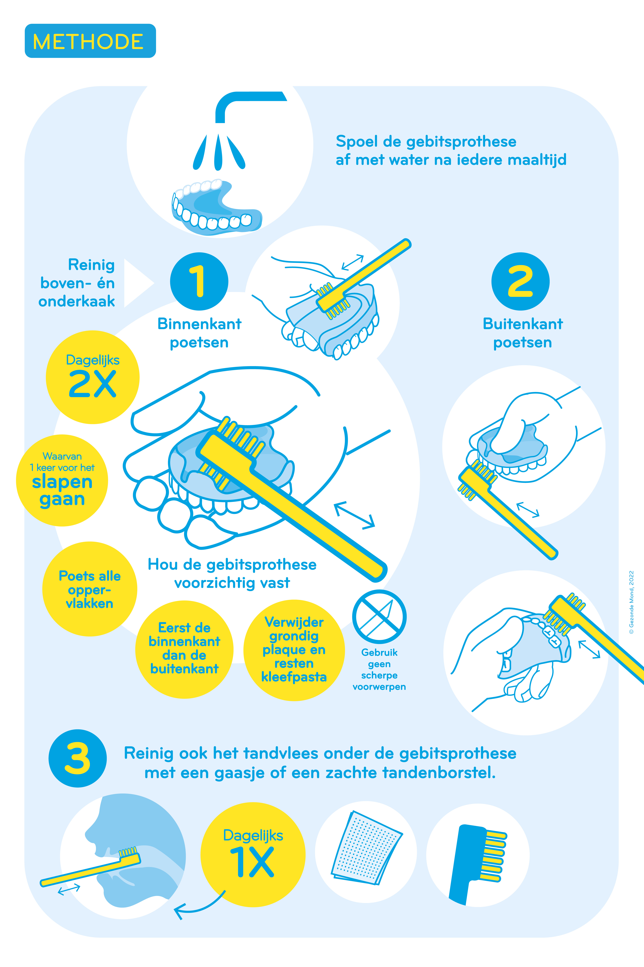 METHODE
Spoel de gebitsprothese
af met water na iedere maaltijd
Reinig
boven- én
onderkaak
1
Binnenkant
poetsen
2
Buitenkant
poetsen
Dagelijks
2X
Waarvan
1 keer voor het
slapen
gaan
Poets alle
opper-
vlakken
Hou de gebitsprothese
voorzichtig vast
Eerst de
binnenkant
dan de
buitenkant
Verwijder
grondig
plaque en
resten
kleefpasta
Gebruik
geen
scherpe
voorwerpen
© Gezonde Mond, 2022
3
Reinig ook het tandvlees onder de gebitsprothese
met een gaasje of een zachte tandenborstel.
Dagelijks
1X